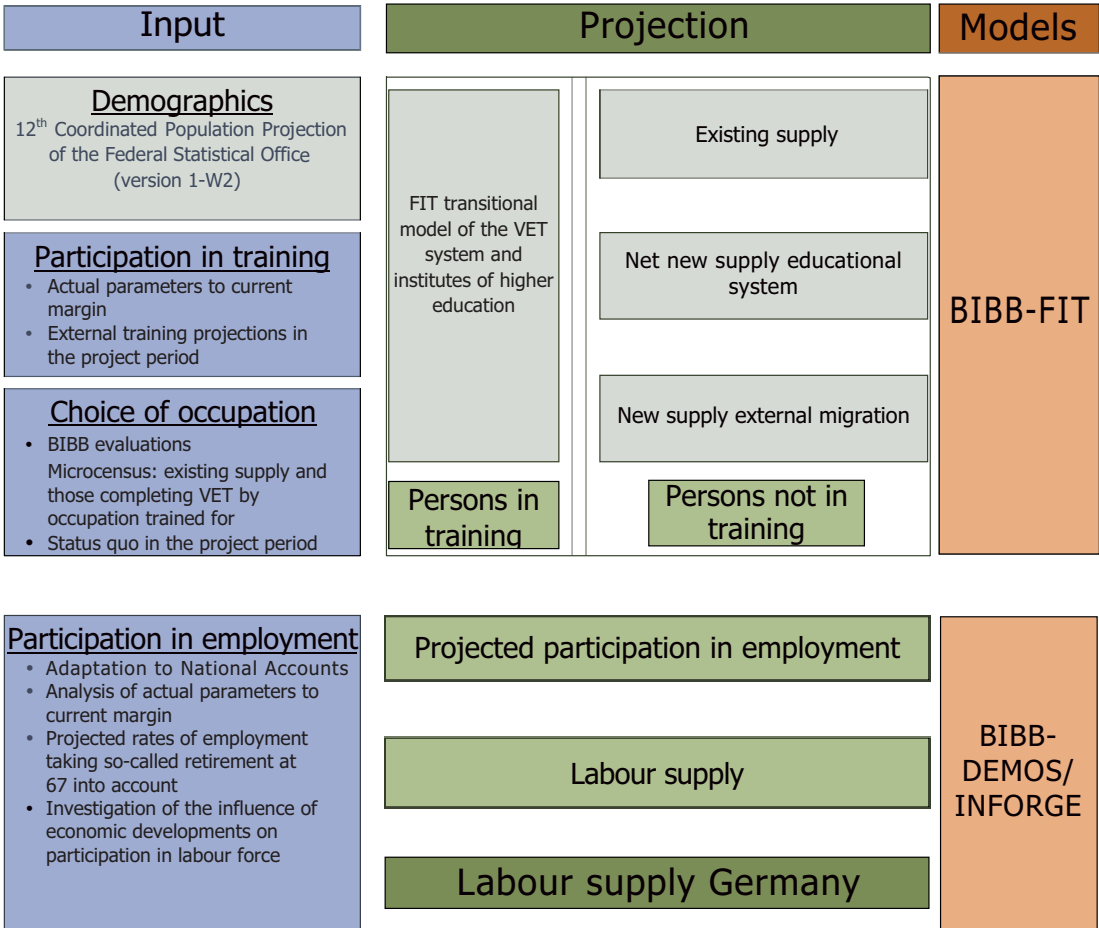 Input
Projection
Models
Demographics
12th Coordinated Population Projection
of the Federal Statistical Office
(version 1-W2)
Participation in training
• Actual parameters to current
margin
• External training projections in
the project period
Choice of occupation
• BIBB evaluations
Microcensus: existing supply and
those completing VET by
occupation trained for
• Status quo in the project period
FIT transitional
model of the VET
system and
institutes of higher
education
Persons in
training
Existing supply
Net new supply educational
system
New supply external migration
Persons not in
training
BIBB-FIT
Participation in employment
• Adaptation to National Accounts
• Analysis of actual parameters to
current margin
• Projected rates of employment
taking so-called retirement at
67 into account
• Investigation of the influence of
economic developments on
participation in labour force
Projected participation in employment
Labour supply
Labour supply Germany
BIBB-
DEMOS/
INFORGE